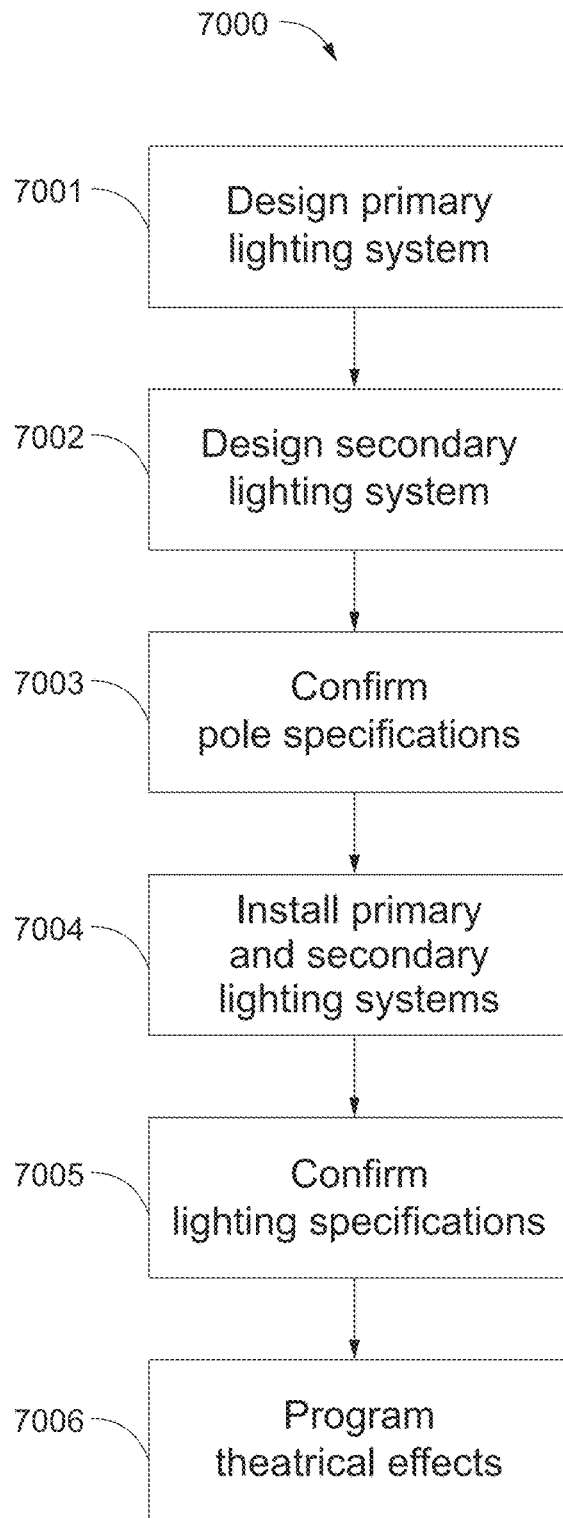 7000
7001
Design primary
lighting system
7002
Design secondary
lighting system
7003
Confirm
pole specifications
7004
Install primary
and secondary
lighting systems
7005
Confirm
lighting specifications
7006
Program
theatrical effects